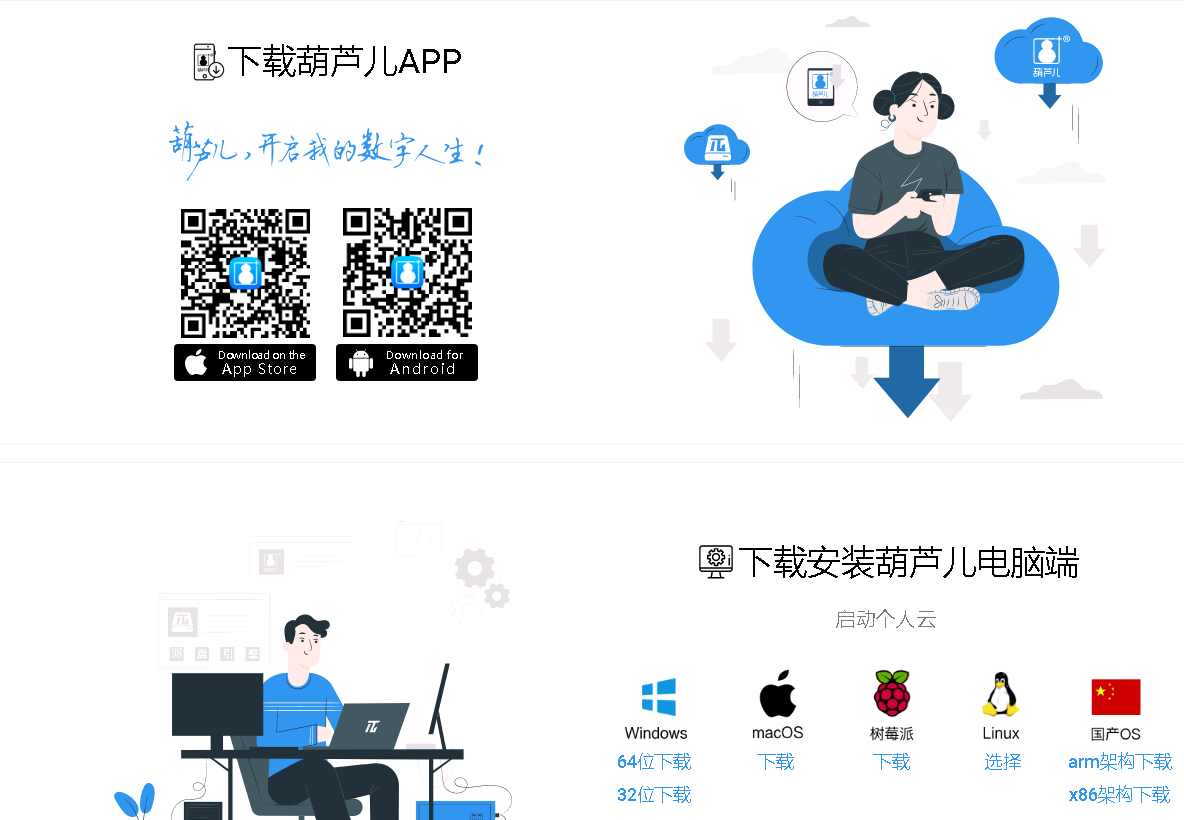 下载葫芦儿APP
葫芦儿，开启我的数字人生！
Download on the
App Store
Download for
Android
葫芦儿
下载安装葫芦儿电脑端
启动个人云
派盘引擎
Windows
macOS
树莓派
Linux
国产OS
64位下载
下载
下载
选择
arm架构下载
32位下载
x86架构下载